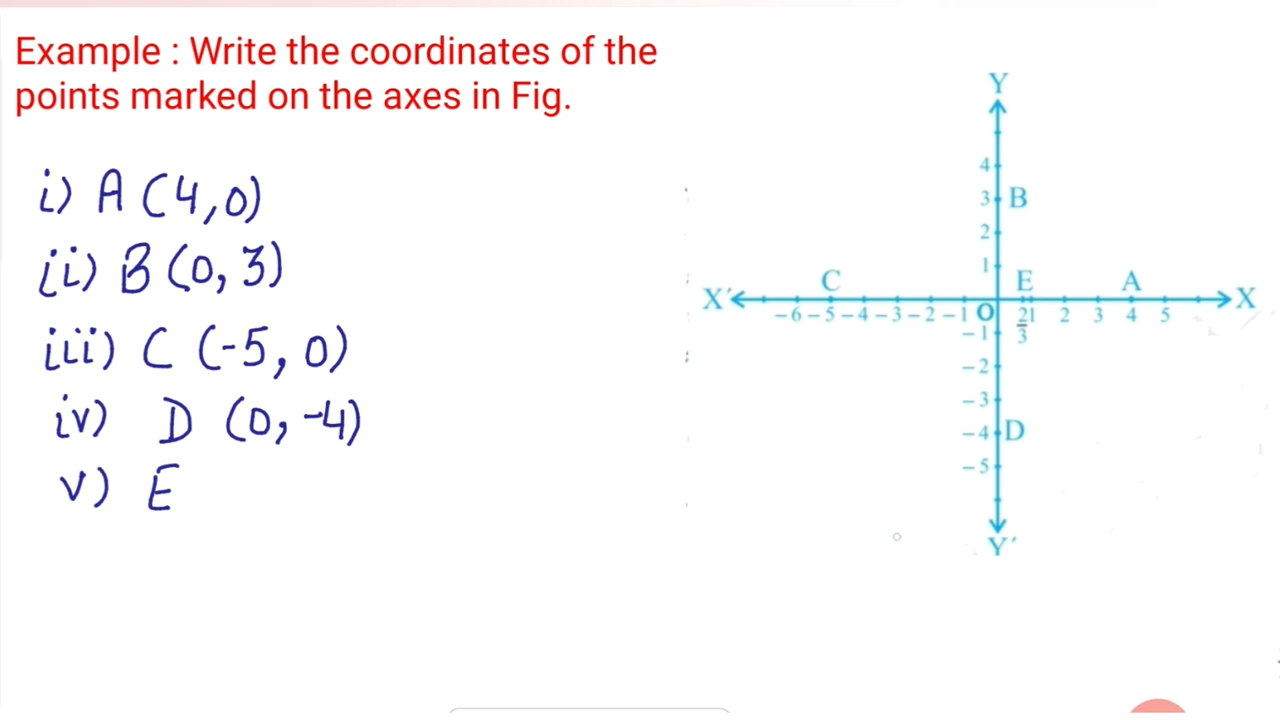 Example : Write the coordinates of the
points marked on the axes in Fig.
i) A (4,0)
(ii) B (0, 3)
iii) C (-5, 0)
iv) D (0, -4)
v) E
Y
4
3 B
2
1
C E A
X′ X
−6 −5 −4 −3 −2 −1 O 2/3 1 2 3 4 5
−1
−2
−3
−4 D
−5
Y′